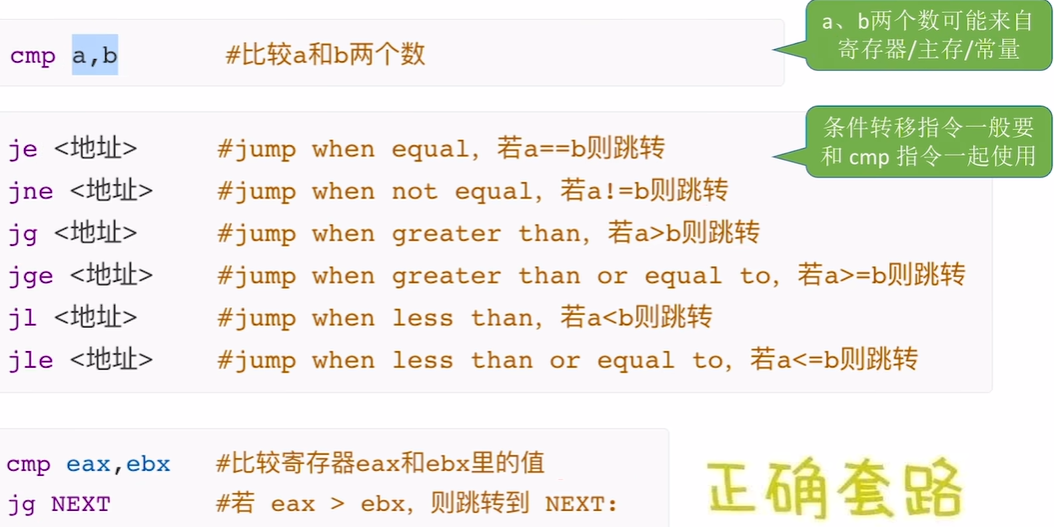 cmp a,b #比较a和b两个数
a、b两个数可能来自
寄存器/主存/常量
je <地址> #jump when equal，若a==b则跳转
jne <地址> #jump when not equal，若a!=b则跳转
jg <地址> #jump when greater than，若a>b则跳转
jge <地址> #jump when greater than or equal to，若a>=b则跳转
jl <地址> #jump when less than，若a<b则跳转
jle <地址> #jump when less than or equal to，若a<=b则跳转
条件转移指令一般要
和 cmp 指令一起使用
cmp eax,ebx #比较寄存器eax和ebx里的值
jg NEXT #若 eax > ebx，则跳转到 NEXT:
正确套路